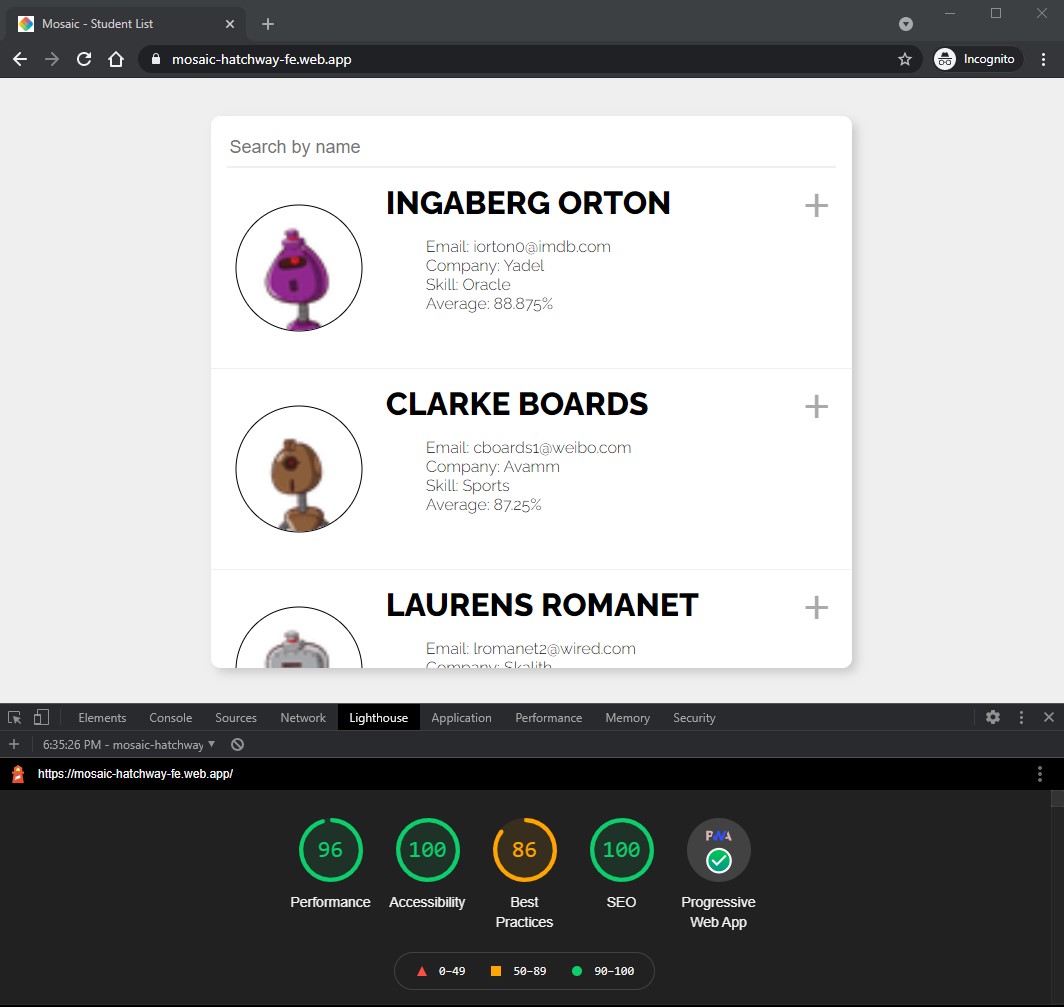 Mosaic - Student List
mosaic-hatchway-fe.web.app
Incognito
Search by name
INGABERG ORTON
Email: iorton0@imdb.com
Company: Yadel
Skill: Oracle
Average: 88.875%
CLARKE BOARDS
Email: cboards1@weibo.com
Company: Avamm
Skill: Sports
Average: 87.25%
LAURENS ROMANET
Email: lromanet2@wired.com
Company: Skalith
Elements Console Sources Network Lighthouse Application Performance Memory Security
6:35:26 PM - mosaic-hatchway
https://mosaic-hatchway-fe.web.app/
96 100 86 100 PWA
Performance Accessibility Best Practices SEO Progressive Web App
0–49 50–89 90–100